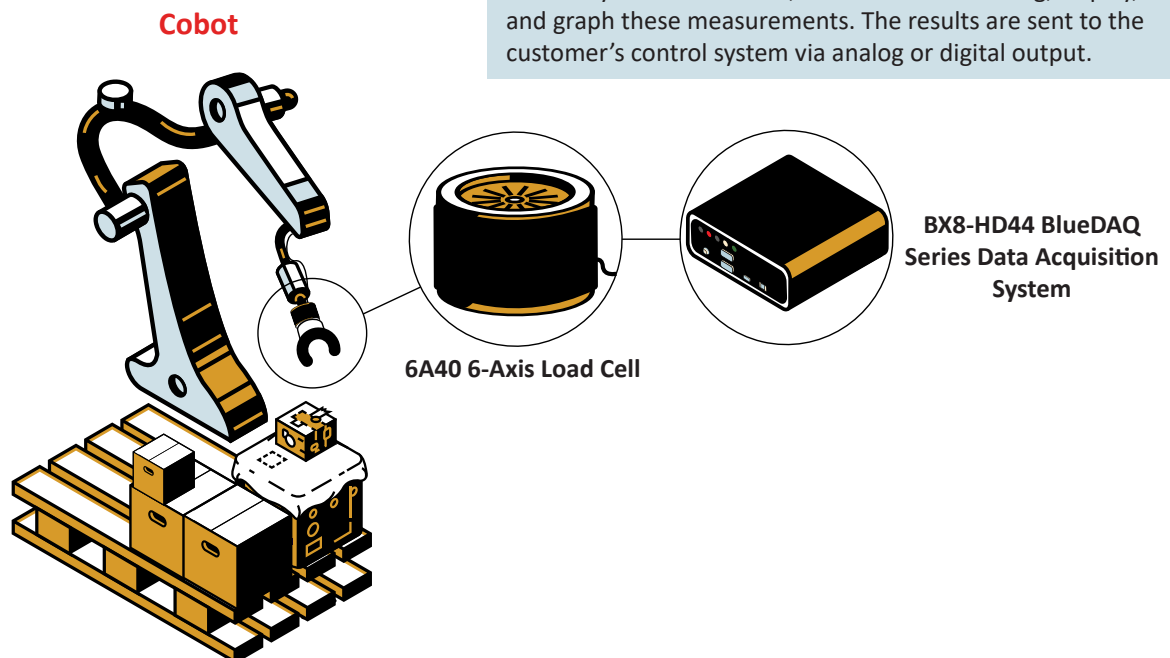 Cobot
and graph these measurements. The results are sent to the
customer’s control system via analog or digital output.
BX8-HD44 BlueDAQ
Series Data Acquisition
System
6A40 6-Axis Load Cell